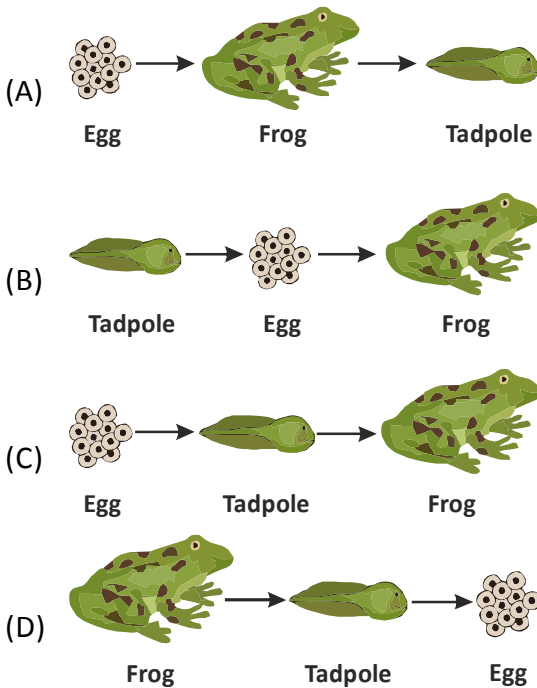 (A)
Egg Frog Tadpole
(B)
Tadpole Egg Frog
(C)
Egg Tadpole Frog
(D)
Frog Tadpole Egg